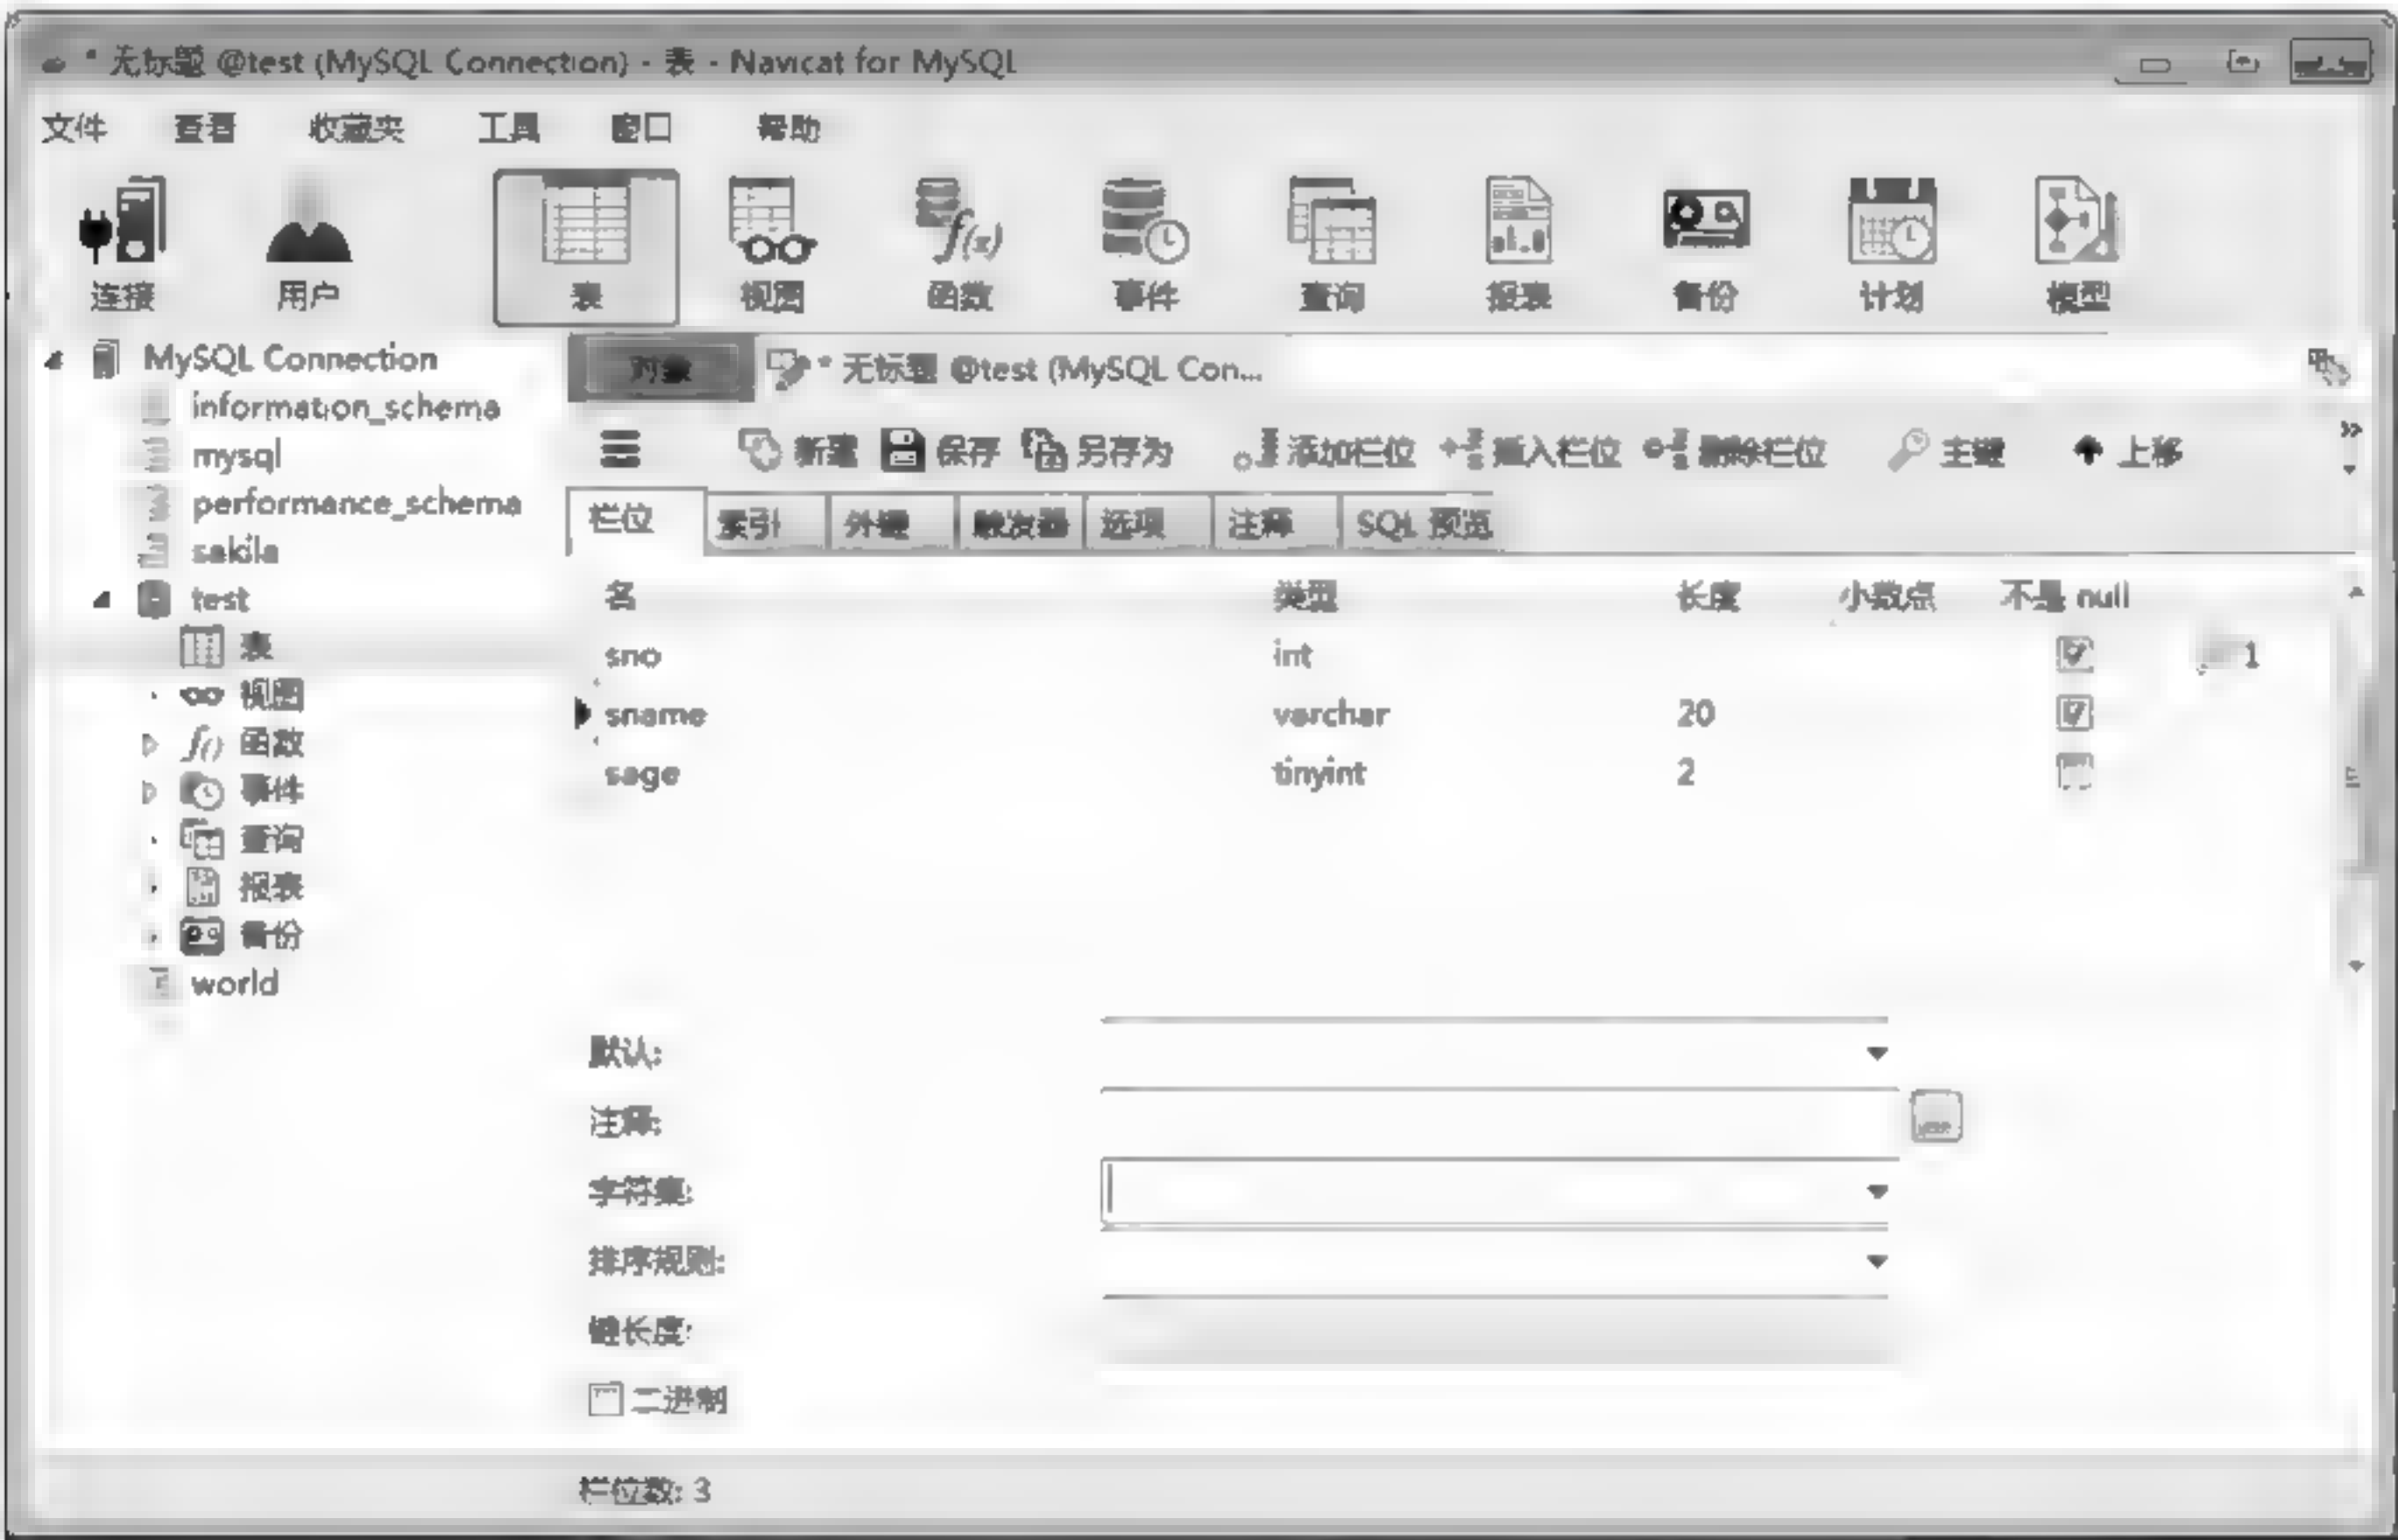 * 无标题 @test (MySQL Connection) - 表 - Navicat for MySQL
文件 查看 收藏夹 工具 窗口 帮助
连接 用户 表 视图 函数 事件 查询 报表 备份 计划 模型
MySQL Connection
information_schema
mysql
performance_schema
sakila
test
表
视图
函数
事件
查询
报表
备份
world
对象 * 无标题 @test (MySQL Con...
新建 保存 另存为 添加栏位 插入栏位 删除栏位 主键 上移 »
栏位 索引 外键 触发器 选项 注释 SQL 预览
名 类型 长度 小数点 不是 null
sno int 1
sname varchar 20
sage tinyint 2
默认:
注释:
字符集:
排序规则:
键长度:
二进制
栏位数: 3